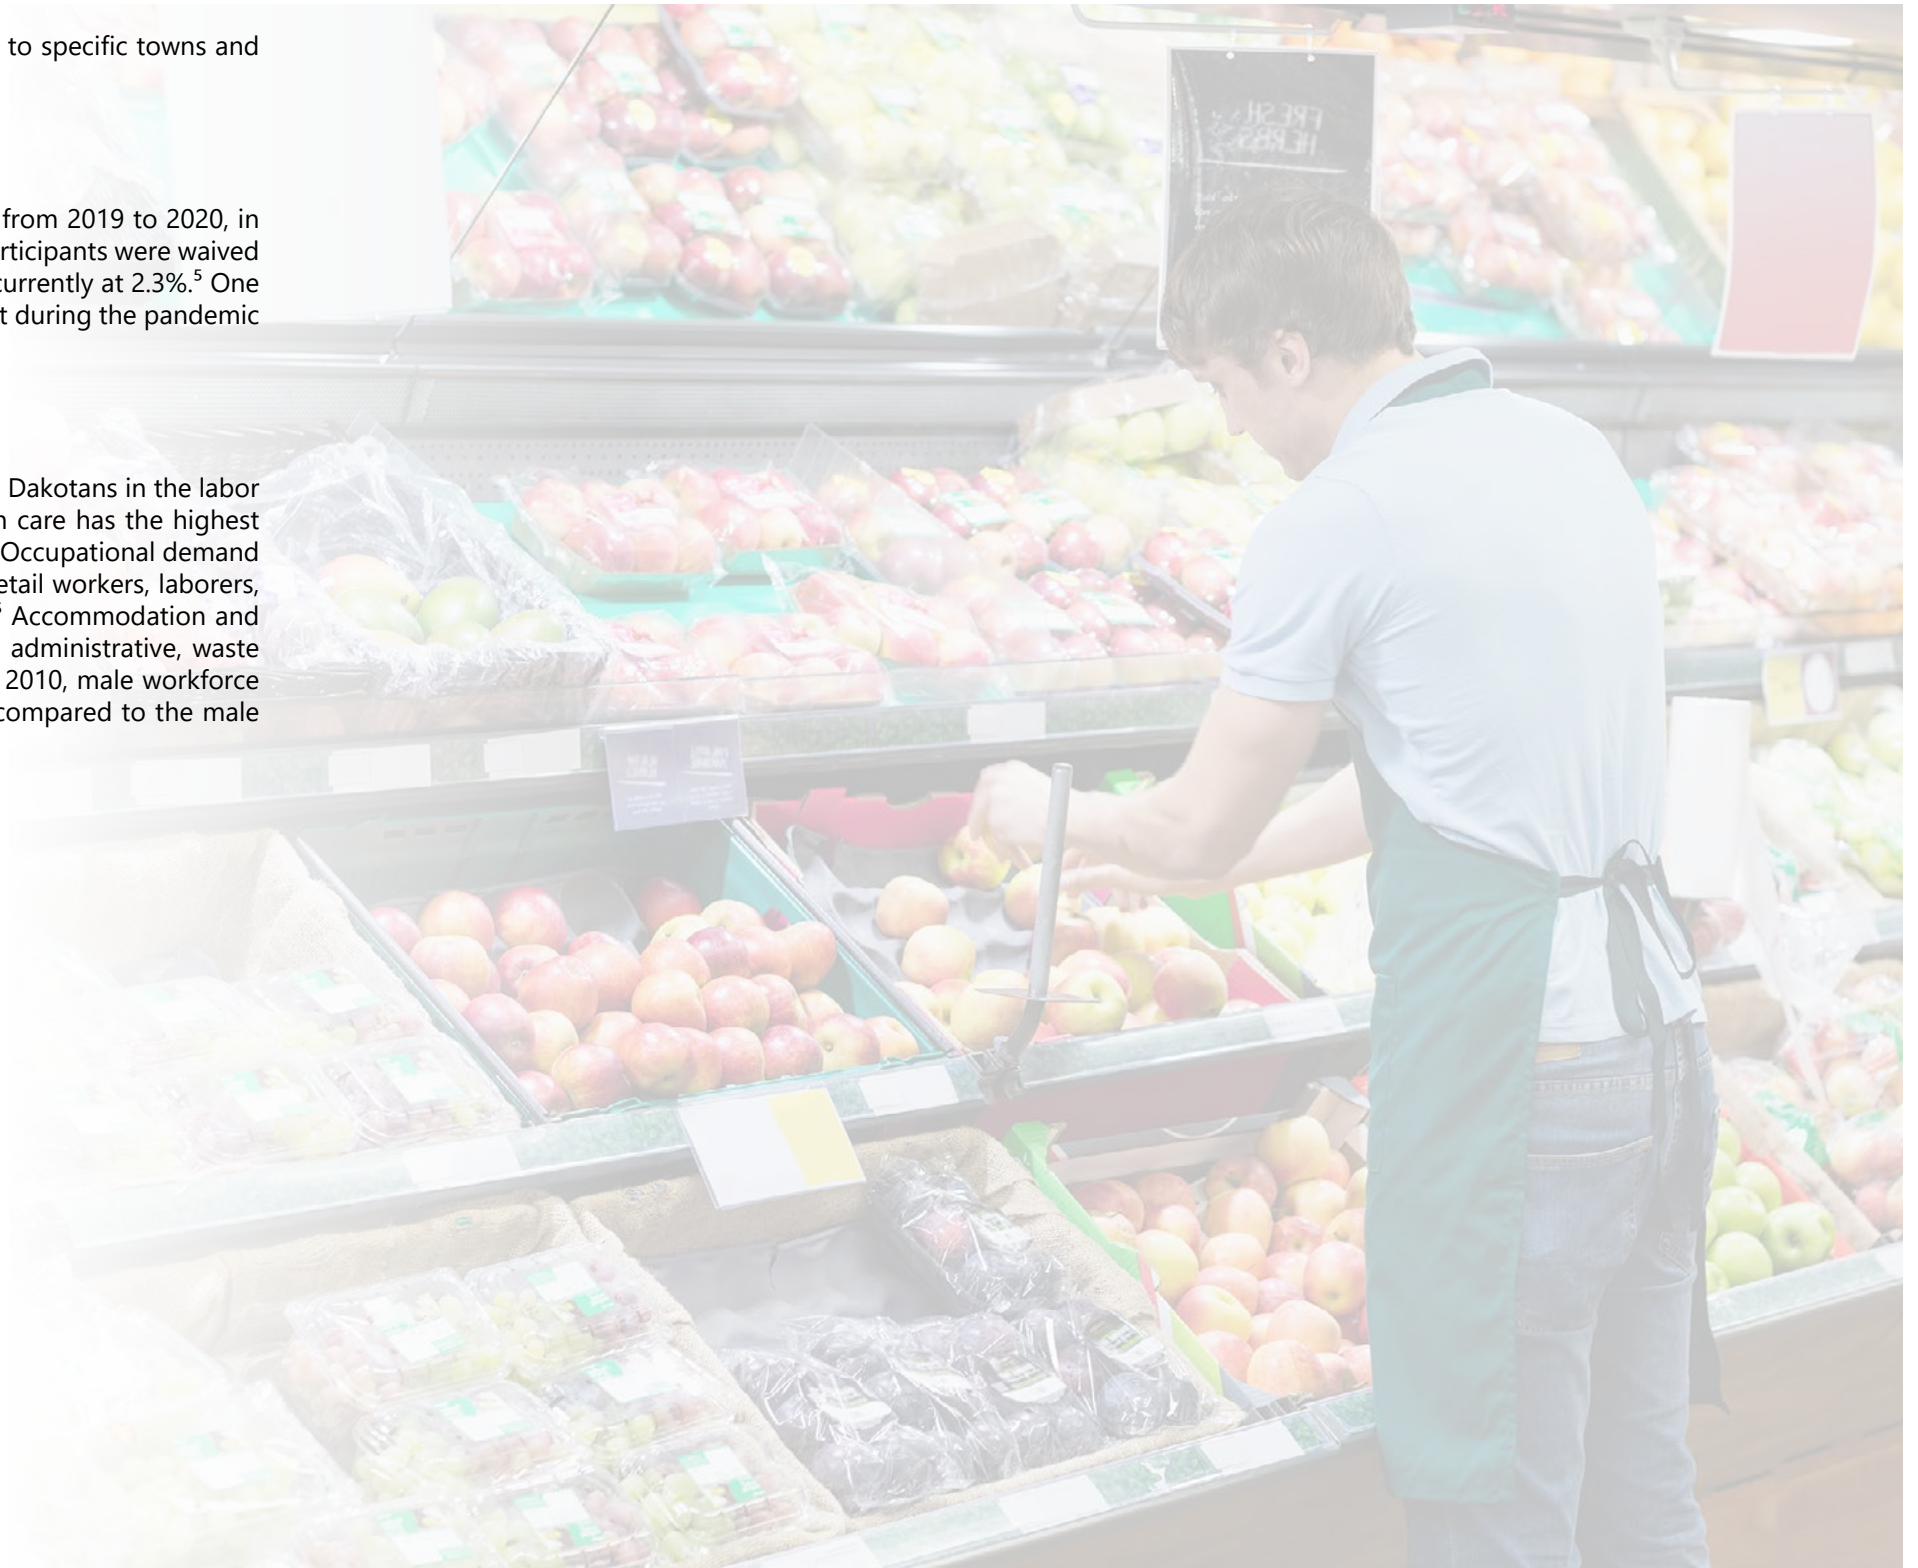 to specific towns and
from 2019 to 2020, in
rticipants were waived
currently at 2.3%.⁵ One
t during the pandemic
Dakotans in the labor
n care has the highest
Occupational demand
etail workers, laborers,
Accommodation and
administrative, waste
2010, male workforce
compared to the male
FRESH
HERBS